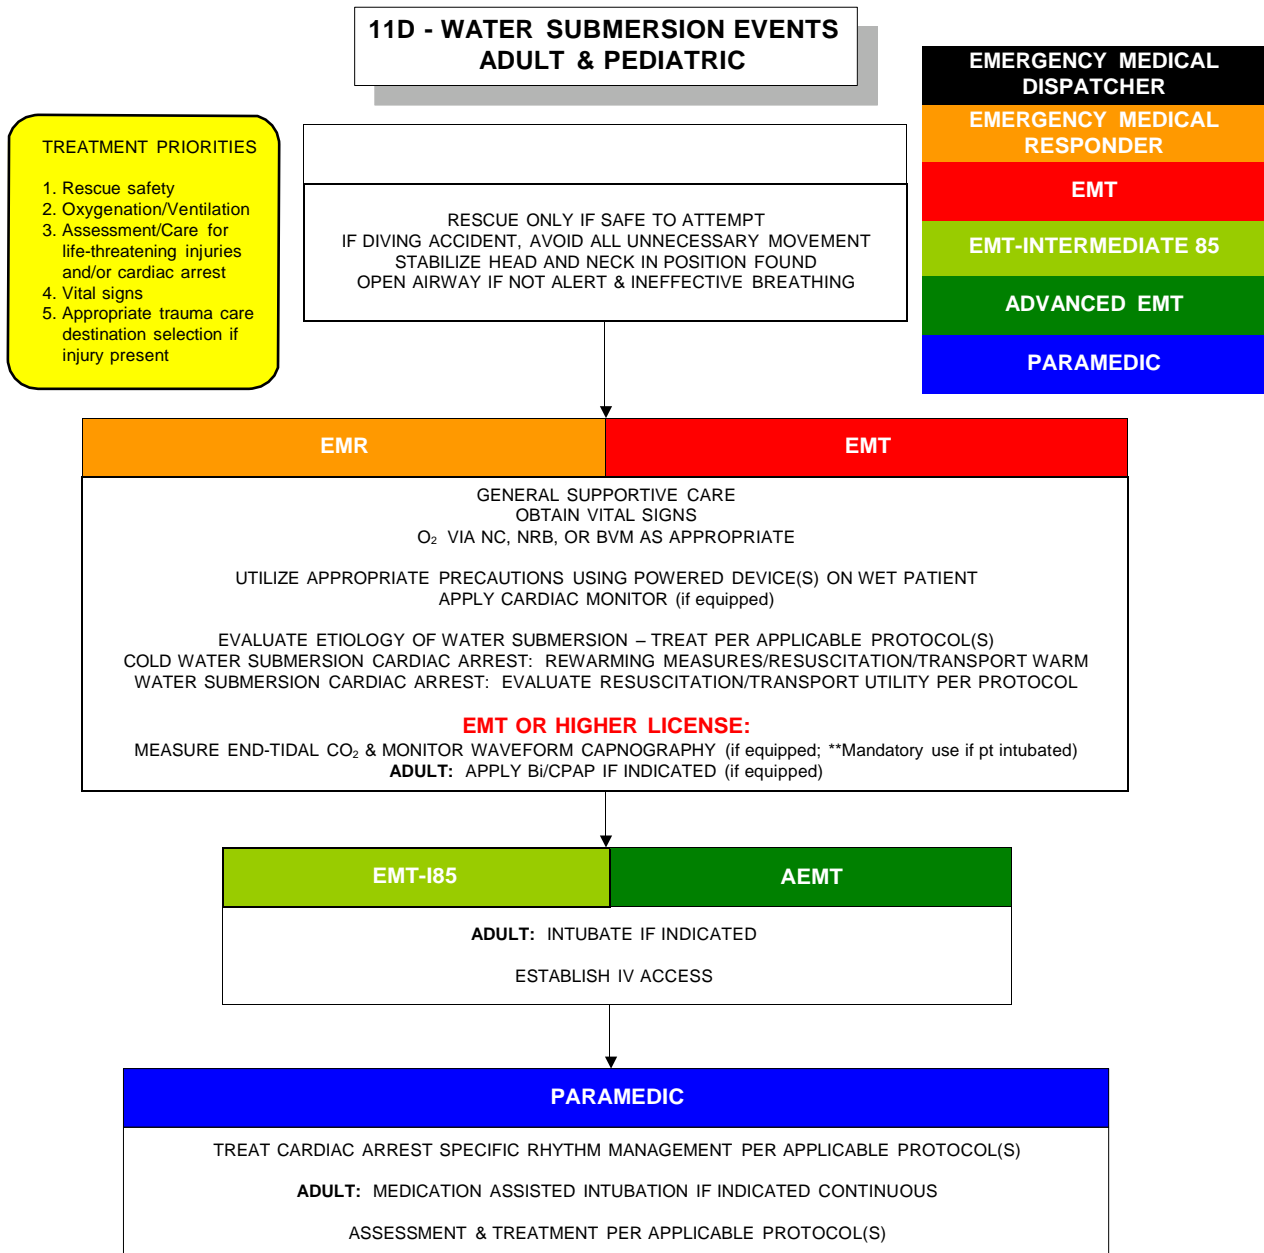 11D - WATER SUBMERSION EVENTS
ADULT & PEDIATRIC
EMERGENCY MEDICAL
DISPATCHER
EMERGENCY MEDICAL
RESPONDER
EMT
EMT-INTERMEDIATE 85
ADVANCED EMT
PARAMEDIC
TREATMENT PRIORITIES
1. Rescue safety
2. Oxygenation/Ventilation
3. Assessment/Care for
life-threatening injuries
and/or cardiac arrest
4. Vital signs
5. Appropriate trauma care
destination selection if
injury present
RESCUE ONLY IF SAFE TO ATTEMPT
IF DIVING ACCIDENT, AVOID ALL UNNECESSARY MOVEMENT
STABILIZE HEAD AND NECK IN POSITION FOUND
OPEN AIRWAY IF NOT ALERT & INEFFECTIVE BREATHING
EMR
EMT
GENERAL SUPPORTIVE CARE
OBTAIN VITAL SIGNS
O₂ VIA NC, NRB, OR BVM AS APPROPRIATE
UTILIZE APPROPRIATE PRECAUTIONS USING POWERED DEVICE(S) ON WET PATIENT
APPLY CARDIAC MONITOR (if equipped)
EVALUATE ETIOLOGY OF WATER SUBMERSION – TREAT PER APPLICABLE PROTOCOL(S)
COLD WATER SUBMERSION CARDIAC ARREST: REWARMING MEASURES/RESUSCITATION/TRANSPORT WARM
WATER SUBMERSION CARDIAC ARREST: EVALUATE RESUSCITATION/TRANSPORT UTILITY PER PROTOCOL
EMT OR HIGHER LICENSE:
MEASURE END-TIDAL CO₂ & MONITOR WAVEFORM CAPNOGRAPHY (if equipped; **Mandatory use if pt intubated)
ADULT: APPLY Bi/CPAP IF INDICATED (if equipped)
EMT-I85
AEMT
ADULT: INTUBATE IF INDICATED
ESTABLISH IV ACCESS
PARAMEDIC
TREAT CARDIAC ARREST SPECIFIC RHYTHM MANAGEMENT PER APPLICABLE PROTOCOL(S)
ADULT: MEDICATION ASSISTED INTUBATION IF INDICATED CONTINUOUS
ASSESSMENT & TREATMENT PER APPLICABLE PROTOCOL(S)